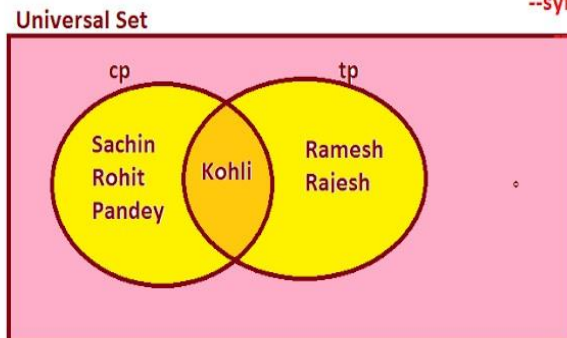 Universal Set
cp
tp
Sachin
Rohit
Pandey
Kohli
Ramesh
Rajesh